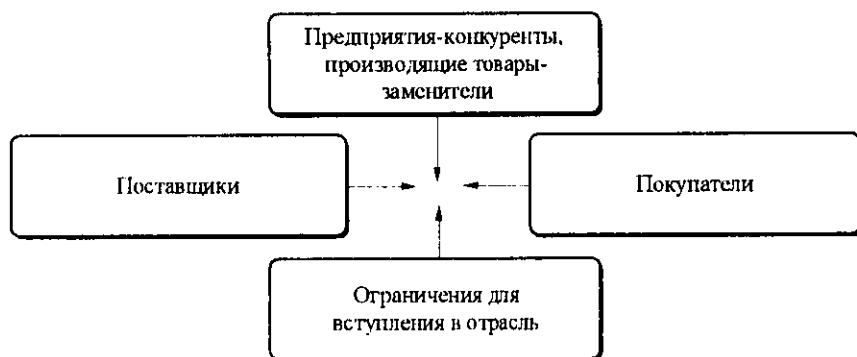 Предприятия-конкуренты,
производящие товары-
заменители
Поставщики
Покупатели
Ограничения для
вступления в отрасль